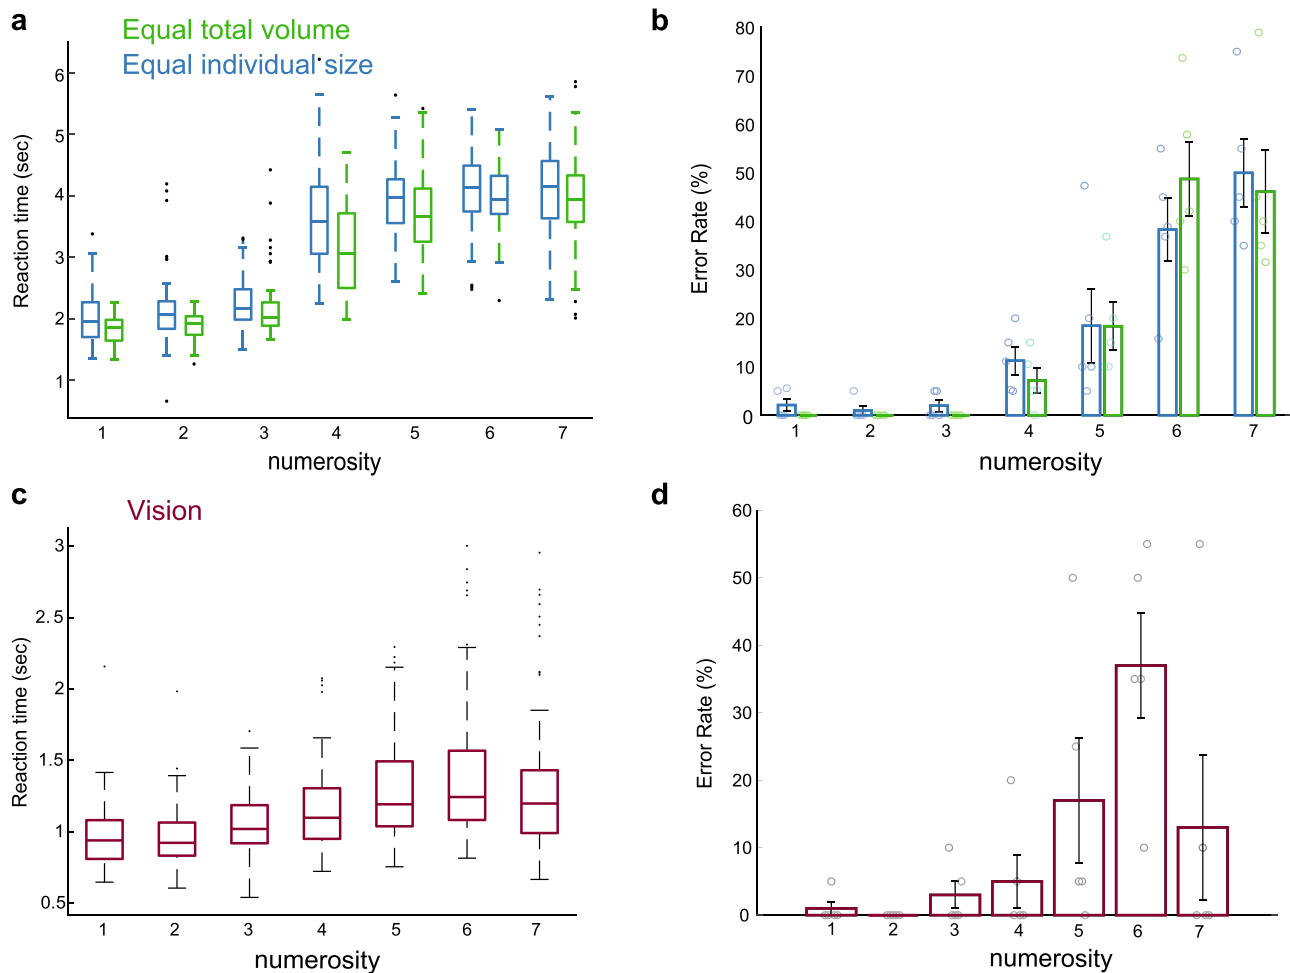 a
Equal total volume
Equal individual size
Reaction time (sec)
6
5
4
3
2
1
1 2 3 4 5 6 7
numerosity
b
Error Rate (%)
80
70
60
50
40
30
20
10
0
1 2 3 4 5 6 7
numerosity
c
Vision
Reaction time (sec)
3
2.5
2
1.5
1
0.5
1 2 3 4 5 6 7
numerosity
d
Error Rate (%)
60
50
40
30
20
10
0
1 2 3 4 5 6 7
numerosity